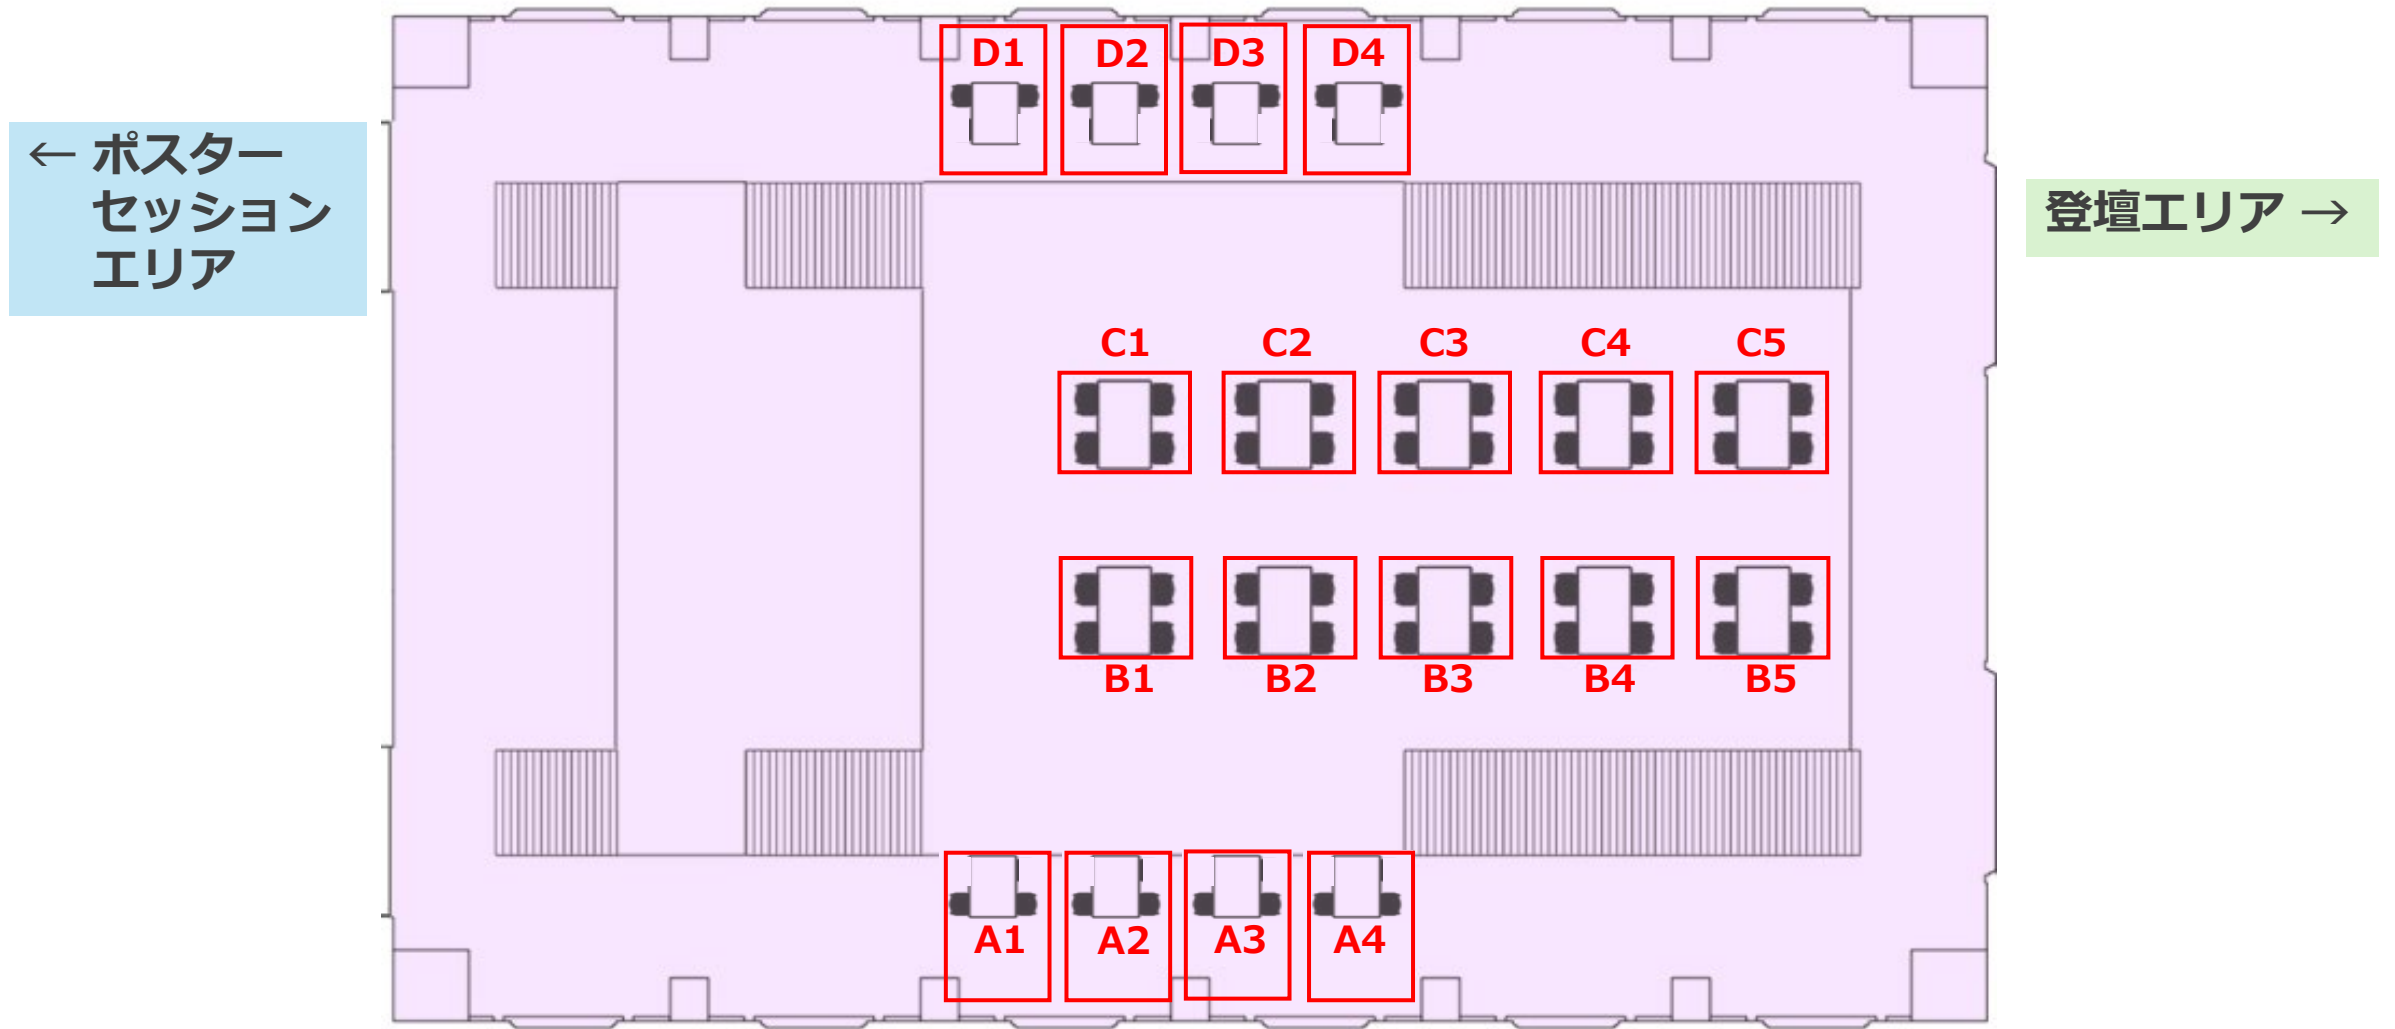 D1 D2 D3 D4
← ポスター
セッション
エリア
登壇エリア →
C1 C2 C3 C4 C5
B1 B2 B3 B4 B5
A1 A2 A3 A4